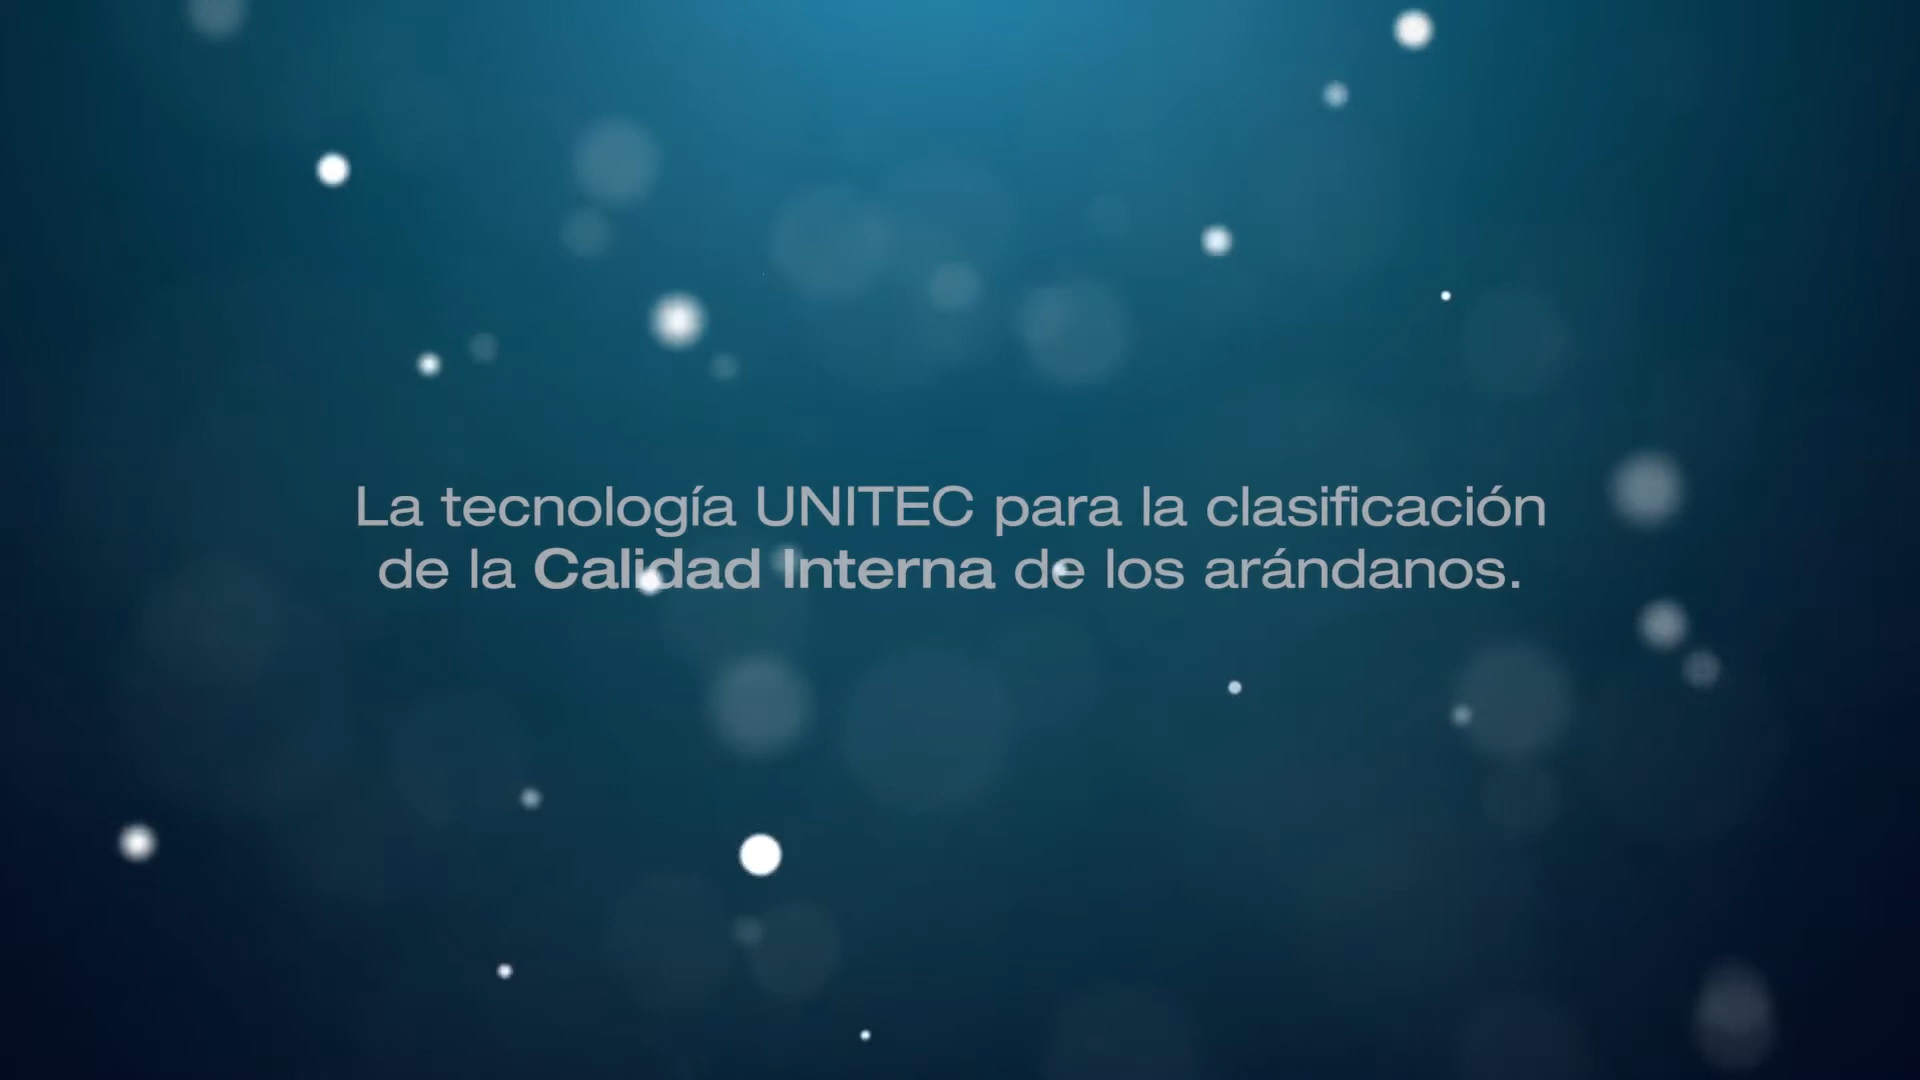 La tecnología UNITEC para la clasificación
de la Calidad Interna de los arándanos.